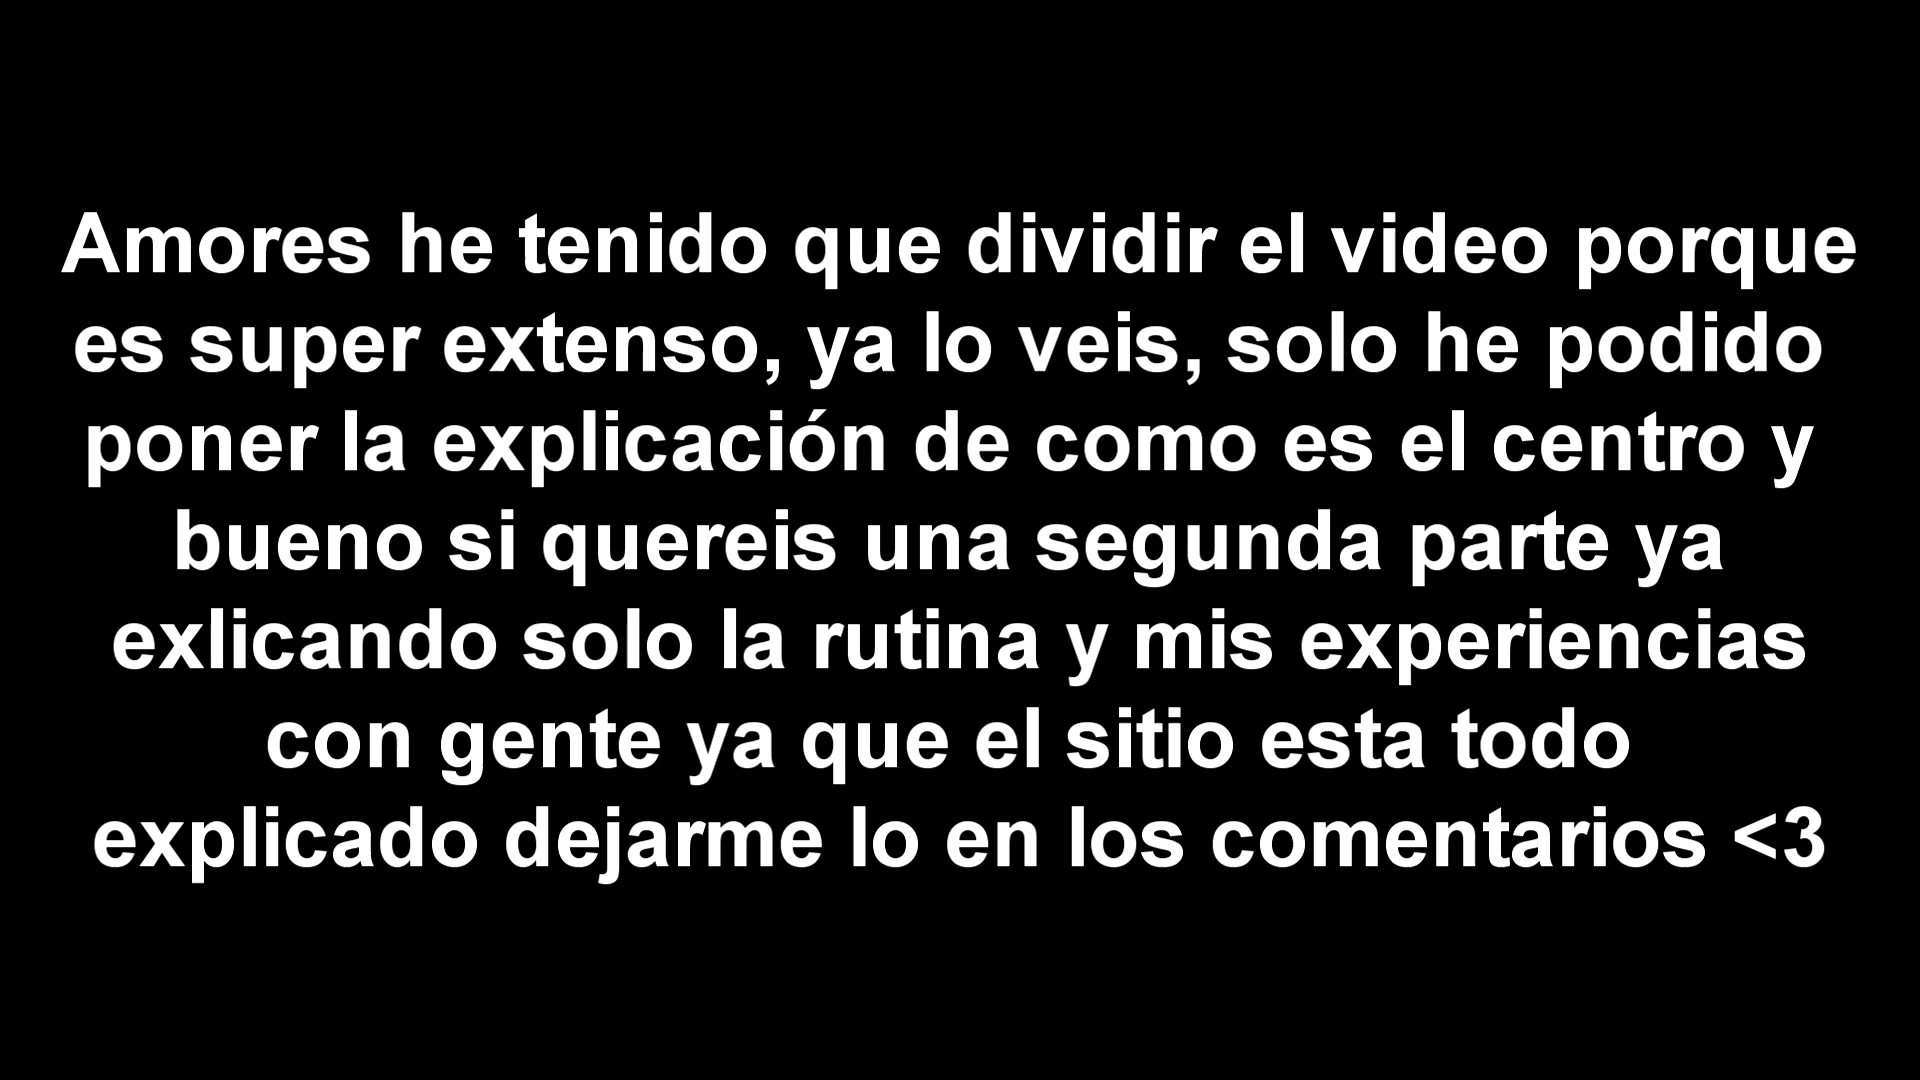 Amores he tenido que dividir el video porque
es super extenso, ya lo veis, solo he podido
poner la explicación de como es el centro y
bueno si quereis una segunda parte ya
exlicando solo la rutina y mis experiencias
con gente ya que el sitio esta todo
explicado dejarme lo en los comentarios <3